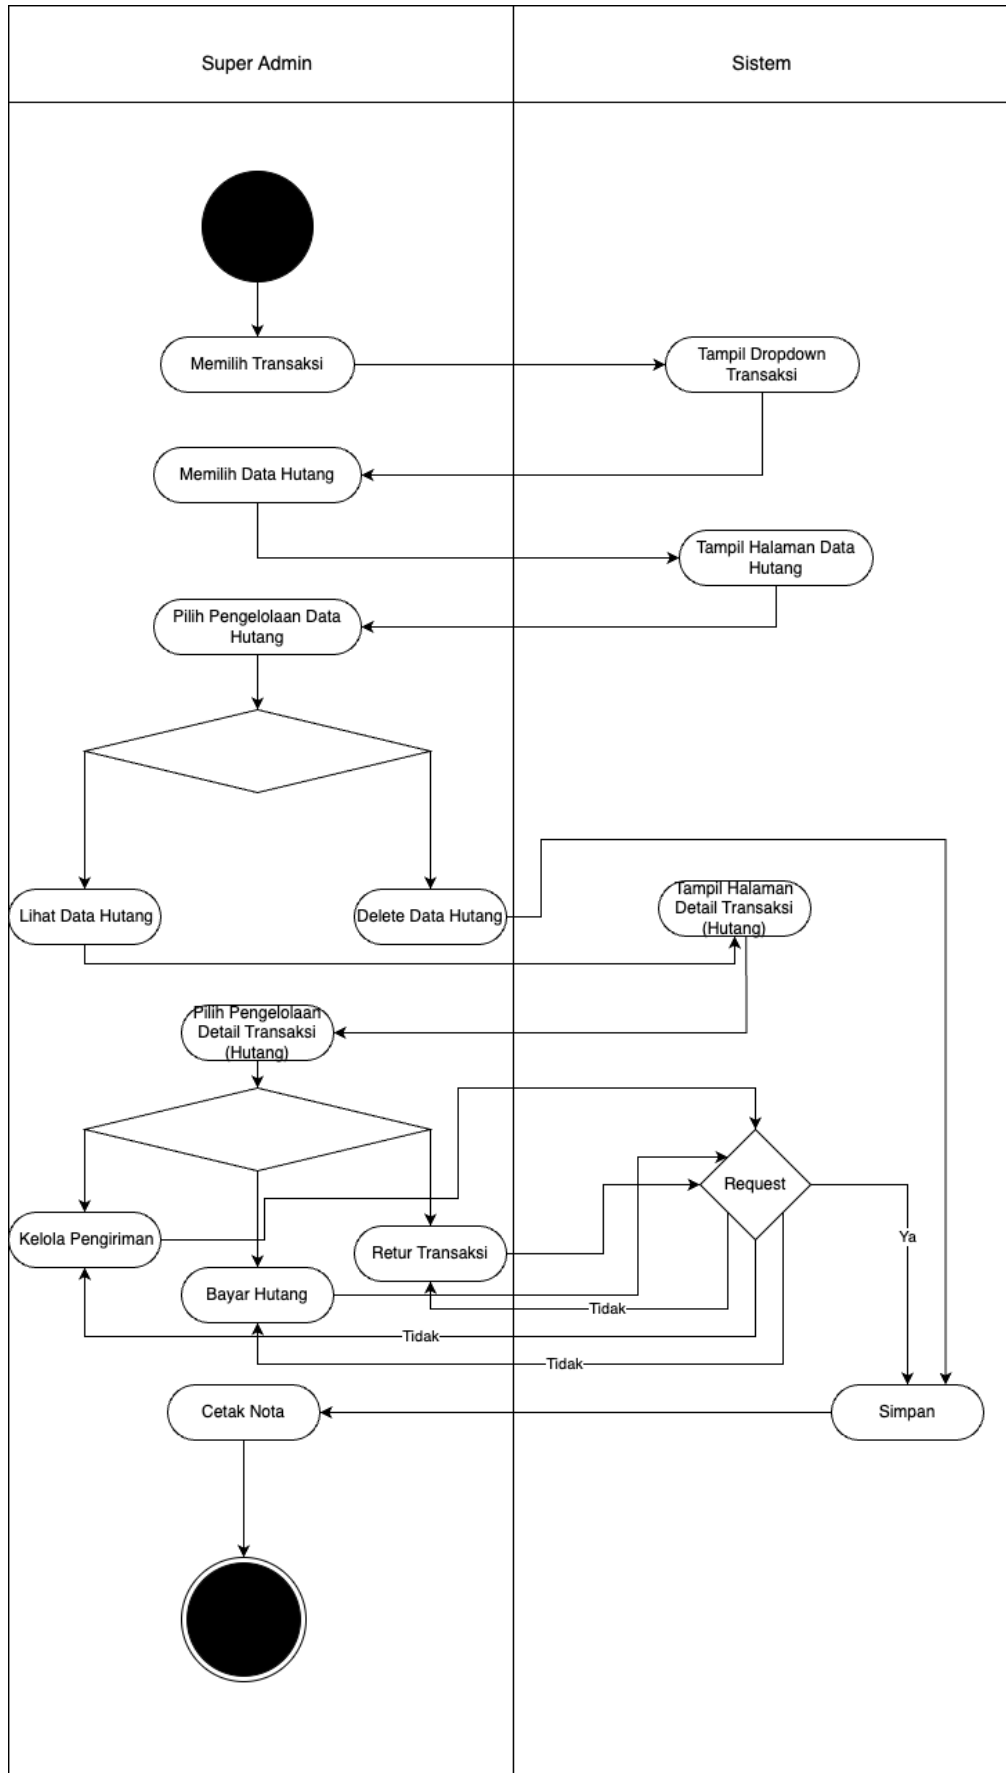 Super Admin
Sistem
Memilih Transaksi
Tampil Dropdown
Transaksi
Memilih Data Hutang
Tampil Halaman Data
Hutang
Pilih Pengelolaan Data
Hutang
Lihat Data Hutang
Delete Data Hutang
Tampil Halaman
Detail Transaksi
(Hutang)
Pilih Pengelolaan
Detail Transaksi
(Hutang)
Request
Kelola Pengiriman
Retur Transaksi
Ya
Bayar Hutang
Tidak
Tidak
Tidak
Cetak Nota
Simpan